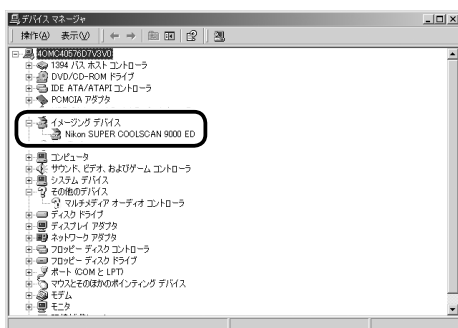 デバイス マネージャ
操作(A) 表示(V)
1394 バス ホスト コントローラ
DVD/CD-ROM ドライブ
IDE ATA/ATAPI コントローラ
PCMCIA アダプタ
イメージング デバイス
Nikon SUPER COOLSCAN 9000 ED
コンピュータ
サウンド、ビデオ、およびゲーム コントローラ
システム デバイス
その他のデバイス
マルチメディア オーディオ コントローラ
ディスク ドライブ
ディスプレイ アダプタ
ネットワーク アダプタ
フロッピー ディスク コントローラ
フロッピー ディスク ドライブ
ポート (COM と LPT)
マウスとそのほかのポインティング デバイス
モデム
モニタ